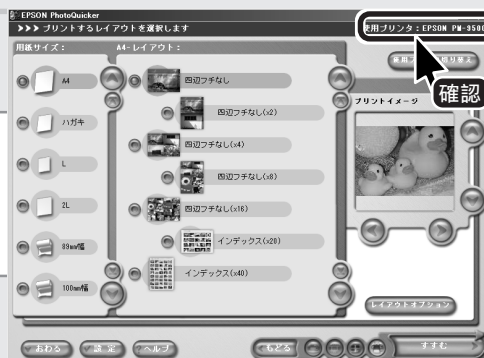 EPSON PhotoQuicker
>>> プリントするレイアウトを選択します
使用プリンタ：EPSON PM-950C
用紙サイズ：
A4-レイアウト：
確認
プリントイメージ
A4
四辺フチなし
四辺フチなし(x2)
ハガキ
四辺フチなし(x4)
L
四辺フチなし(x8)
2L
四辺フチなし(x16)
89mm幅
インデックス(x20)
100mm幅
インデックス(x40)
レイアウトオプション
おわる
設 定
ヘルプ
もどる
すすむ